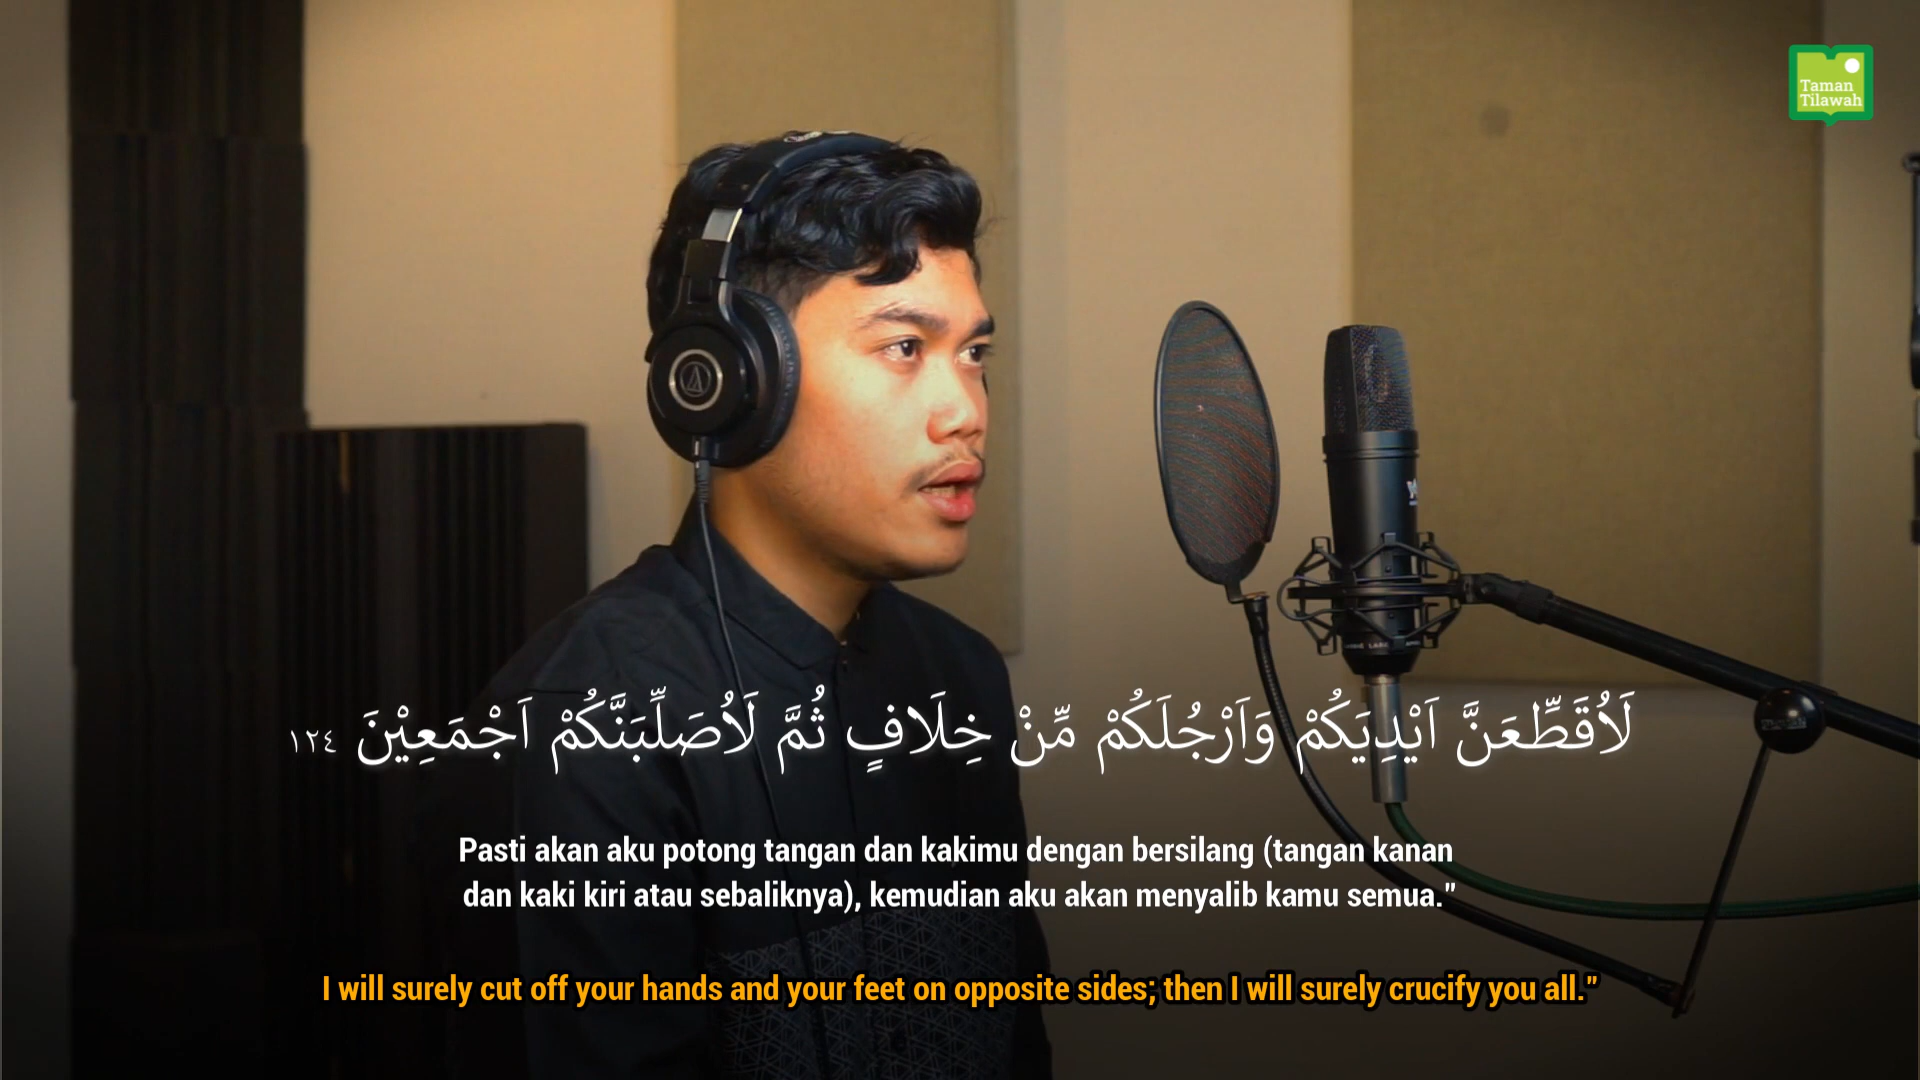 Taman
Tilawah
لَاُقَطِّعَنَّ اَيْدِيَكُمْ وَاَرْجُلَكُمْ مِّنْ خِلَافٍ ثُمَّ لَاُصَلِّبَنَّكُمْ اَجْمَعِيْنَ ١٢٤
Pasti akan aku potong tangan dan kakimu dengan bersilang (tangan kanan
dan kaki kiri atau sebaliknya), kemudian aku akan menyalib kamu semua.”
I will surely cut off your hands and your feet on opposite sides; then I will surely crucify you all.”